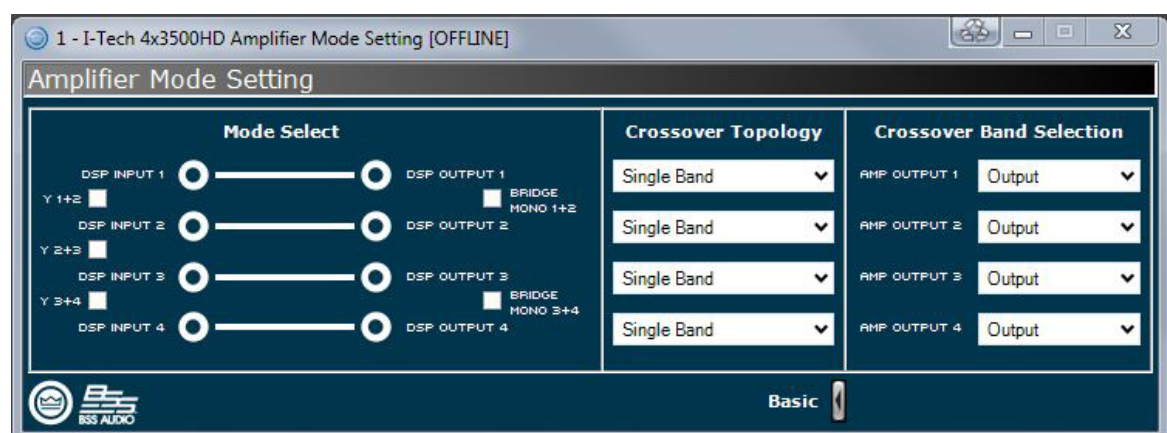 1 - I-Tech 4x3500HD Amplifier Mode Setting [OFFLINE]
Amplifier Mode Setting
Mode Select
DSP INPUT 1
DSP OUTPUT 1
Y 1+2
BRIDGE
MONO 1+2
DSP INPUT 2
DSP OUTPUT 2
Y 2+3
DSP INPUT 3
DSP OUTPUT 3
Y 3+4
BRIDGE
MONO 3+4
DSP INPUT 4
DSP OUTPUT 4
Crossover Topology
Single Band
Single Band
Single Band
Single Band
Crossover Band Selection
AMP OUTPUT 1 Output
AMP OUTPUT 2 Output
AMP OUTPUT 3 Output
AMP OUTPUT 4 Output
BSS
BSS AUDIO
Basic